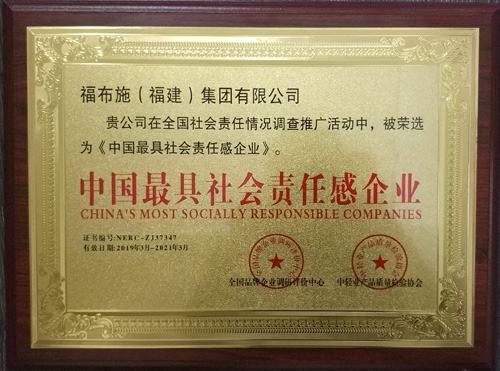 福布施（福建）集团有限公司
贵公司在全国社会责任情况调查推广活动中，被荣选
为《中国最具社会责任感企业》。
中国最具社会责任感企业
CHINA'S MOST SOCIALLY RESPONSIBLE COMPANIES
证书编号:NERC-ZJ37347
有效日期:2019年3月-2021年3月
全国品牌企业调研评价中心 中轻业产品质量检验协会